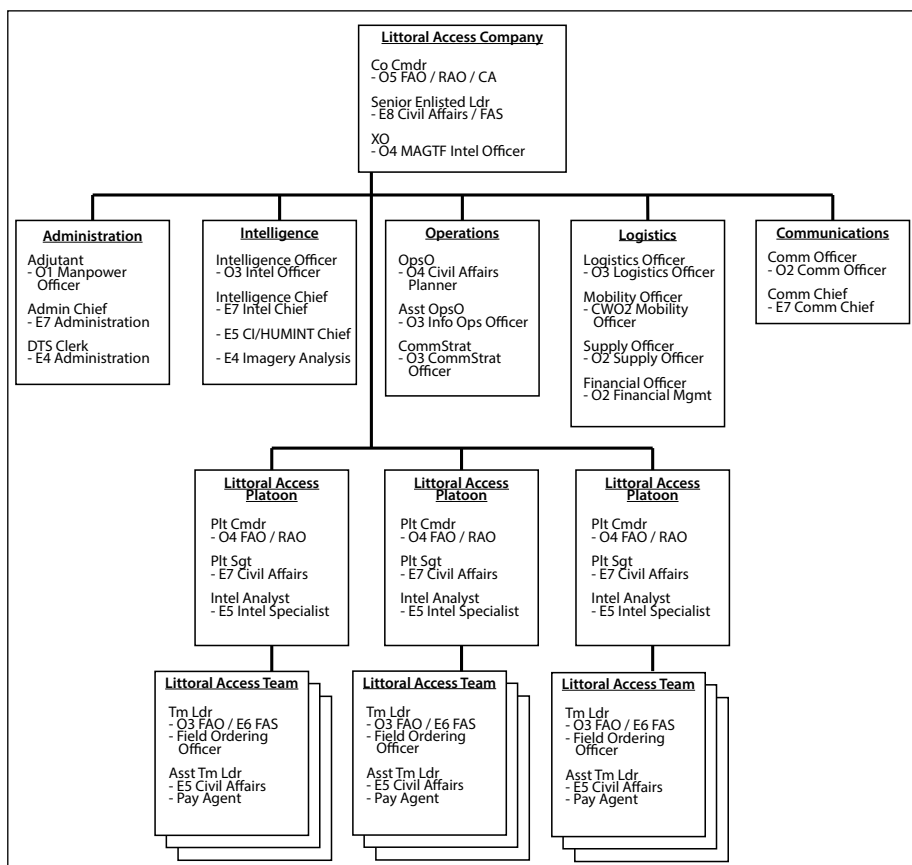 Littoral Access Company
Co Cmdr
- O5 FAO / RAO / CA
Senior Enlisted Ldr
- E8 Civil Affairs / FAS
XO
- O4 MAGTF Intel Officer
Administration
Adjutant
- O1 Manpower
Officer
Admin Chief
- E7 Administration
DTS Clerk
- E4 Administration
Intelligence
Intelligence Officer
- O3 Intel Officer
Intelligence Chief
- E7 Intel Chief
- E5 CI/HUMINT Chief
- E4 Imagery Analysis
Operations
OpsO
- O4 Civil Affairs
Planner
Asst OpsO
- O3 Info Ops Officer
CommStrat
- O3 CommStrat
Officer
Logistics
Logistics Officer
- O3 Logistics Officer
Mobility Officer
- CWO2 Mobility
Officer
Supply Officer
- O2 Supply Officer
Financial Officer
- O2 Financial Mgmt
Communications
Comm Officer
- O2 Comm Officer
Comm Chief
- E7 Comm Chief
Littoral Access
Platoon
Plt Cmdr
- O4 FAO / RAO
Plt Sgt
- E7 Civil Affairs
Intel Analyst
- E5 Intel Specialist
Littoral Access
Platoon
Plt Cmdr
- O4 FAO / RAO
Plt Sgt
- E7 Civil Affairs
Intel Analyst
- E5 Intel Specialist
Littoral Access
Platoon
Plt Cmdr
- O4 FAO / RAO
Plt Sgt
- E7 Civil Affairs
Intel Analyst
- E5 Intel Specialist
Littoral Access Team
Tm Ldr
- O3 FAO / E6 FAS
- Field Ordering
Officer
Asst Tm Ldr
- E5 Civil Affairs
- Pay Agent
Littoral Access Team
Tm Ldr
- O3 FAO / E6 FAS
- Field Ordering
Officer
Asst Tm Ldr
- E5 Civil Affairs
- Pay Agent
Littoral Access Team
Tm Ldr
- O3 FAO / E6 FAS
- Field Ordering
Officer
Asst Tm Ldr
- E5 Civil Affairs
- Pay Agent